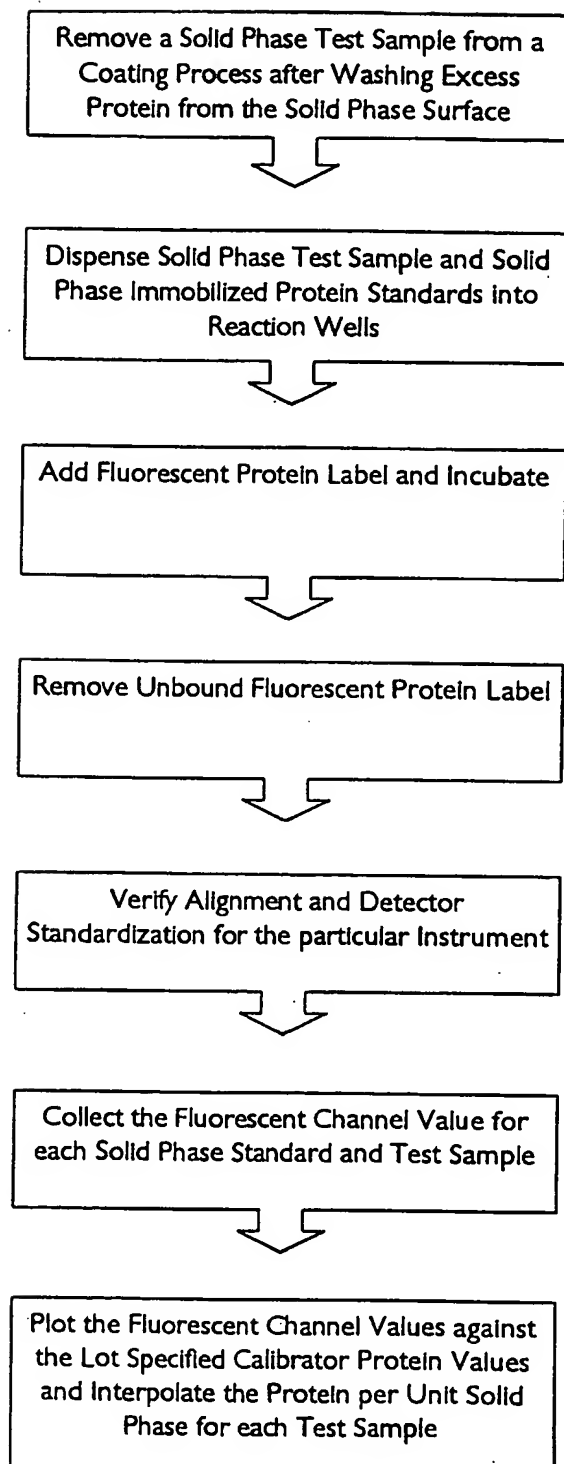 Remove a Solid Phase Test Sample from a
Coating Process after Washing Excess
Protein from the Solid Phase Surface
Dispense Solid Phase Test Sample and Solid
Phase Immobilized Protein Standards into
Reaction Wells
Add Fluorescent Protein Label and Incubate
Remove Unbound Fluorescent Protein Label
Verify Alignment and Detector
Standardization for the particular Instrument
Collect the Fluorescent Channel Value for
each Solid Phase Standard and Test Sample
Plot the Fluorescent Channel Values against
the Lot Specified Calibrator Protein Values
and Interpolate the Protein per Unit Solid
Phase for each Test Sample